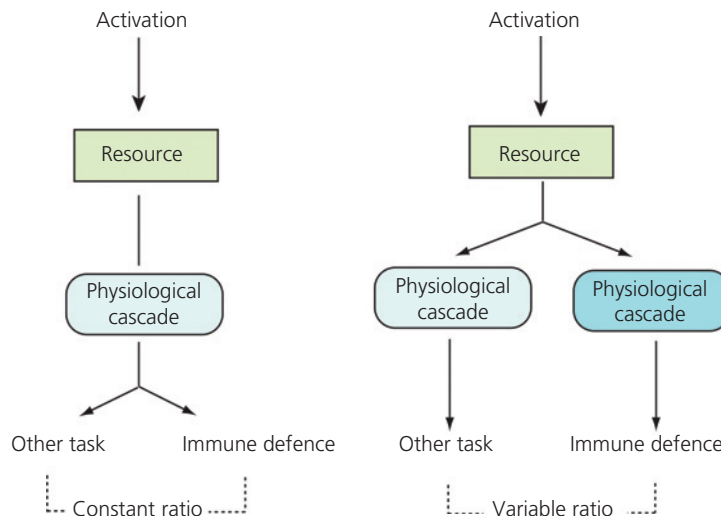 Activation
Resource
Physiological
cascade
Other task
Immune defence
Constant ratio
Activation
Resource
Physiological
cascade
Physiological
cascade
Other task
Immune defence
Variable ratio